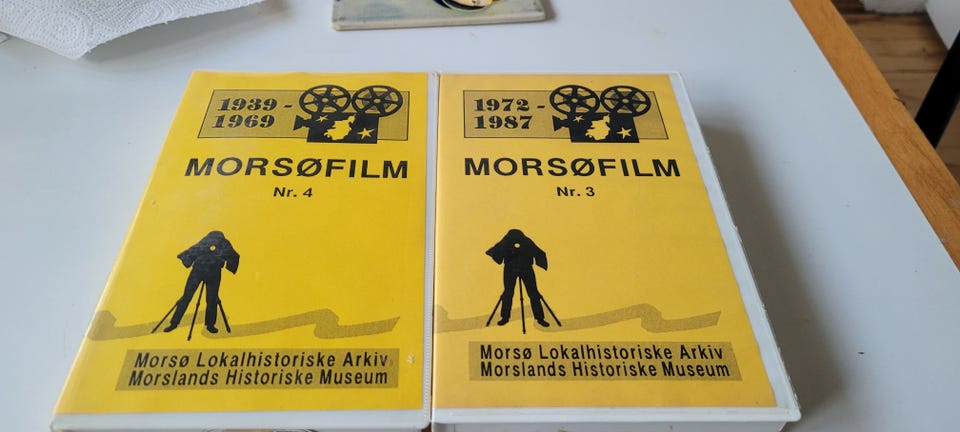 1939 -
1969
MORSØFILM
Nr. 4
Morsø Lokalhistoriske Arkiv
Morslands Historiske Museum
1972 -
1987
MORSØFILM
Nr. 3
Morsø Lokalhistoriske Arkiv
Morslands Historiske Museum